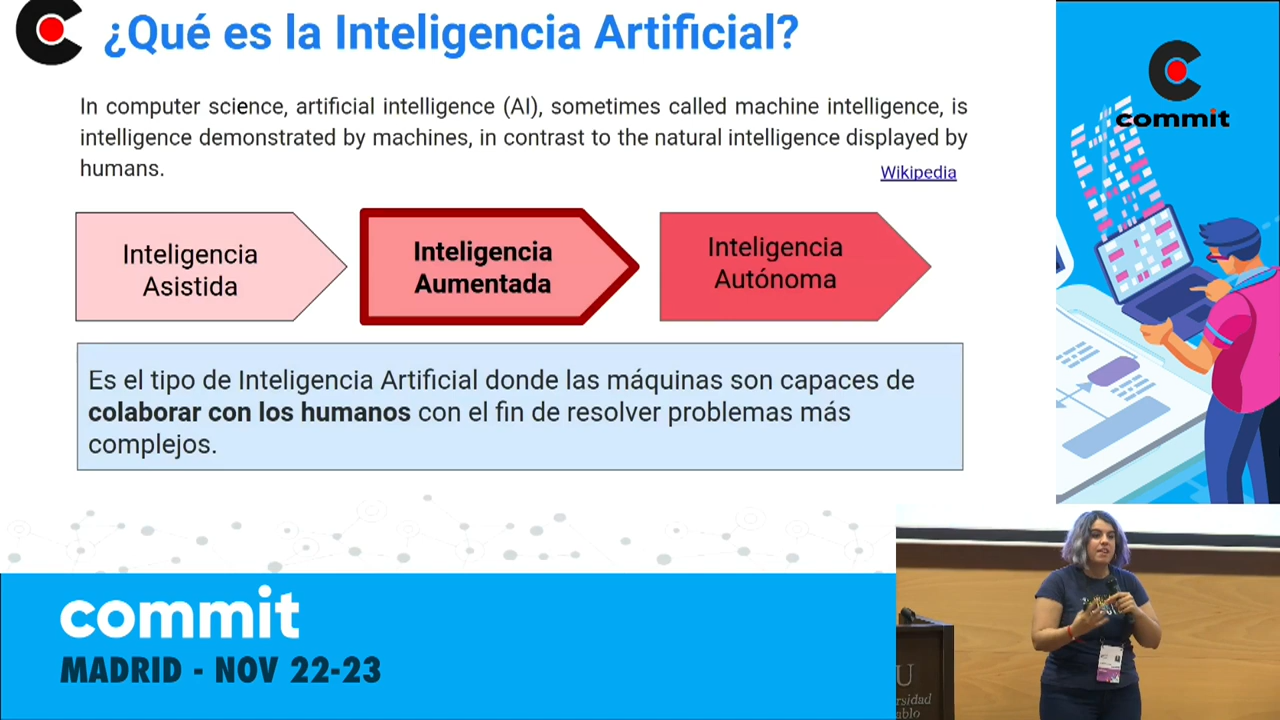 ¿Qué es la Inteligencia Artificial?
In computer science, artificial intelligence (AI), sometimes called machine intelligence, is
intelligence demonstrated by machines, in contrast to the natural intelligence displayed by
humans.
Wikipedia
Inteligencia
Asistida
Inteligencia
Aumentada
Inteligencia
Autónoma
Es el tipo de Inteligencia Artificial donde las máquinas son capaces de
colaborar con los humanos con el fin de resolver problemas más
complejos.
commit
commit
MADRID - NOV 22-23
U
rsidad
ablo